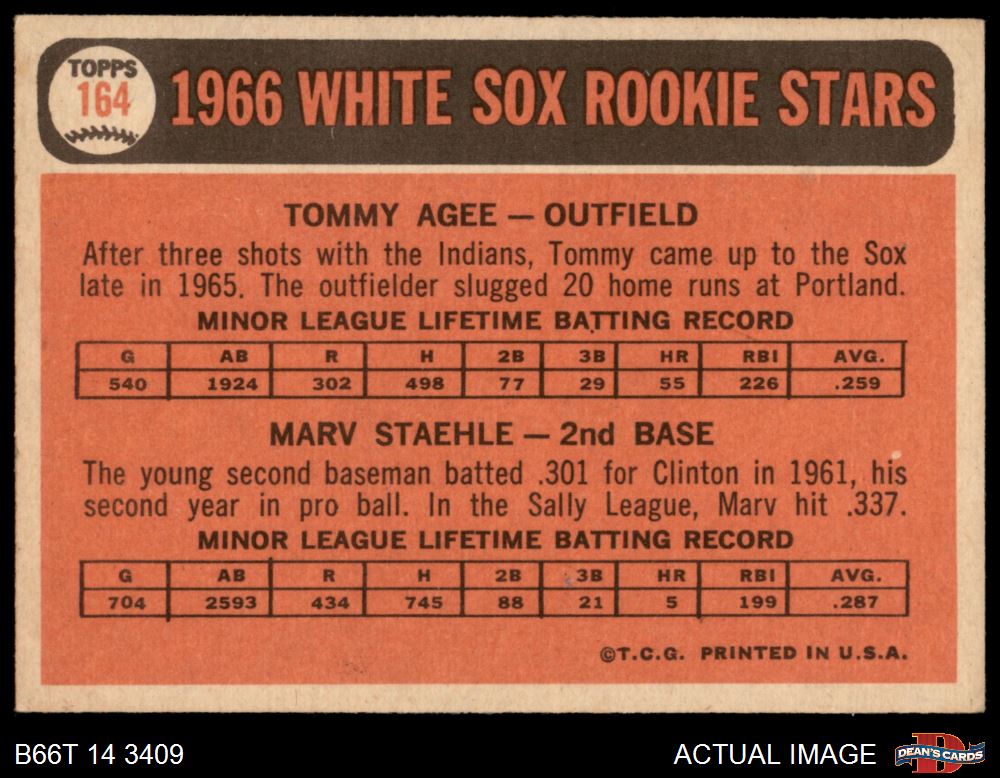 TOPPS
164
1966 WHITE SOX ROOKIE STARS
TOMMY AGEE — OUTFIELD
After three shots with the Indians, Tommy came up to the Sox
late in 1965. The outfielder slugged 20 home runs at Portland.
MINOR LEAGUE LIFETIME BATTING RECORD
G AB R H 2B 3B HR RBI AVG.
540 1924 302 498 77 29 55 226 .259
MARV STAEHLE — 2nd BASE
The young second baseman batted .301 for Clinton in 1961, his
second year in pro ball. In the Sally League, Marv hit .337.
MINOR LEAGUE LIFETIME BATTING RECORD
G AB R H 2B 3B HR RBI AVG.
704 2593 434 745 88 21 5 199 .287
©T.C.G. PRINTED IN U.S.A.
B66T 14 3409
ACTUAL IMAGE
DEAN'S CARDS